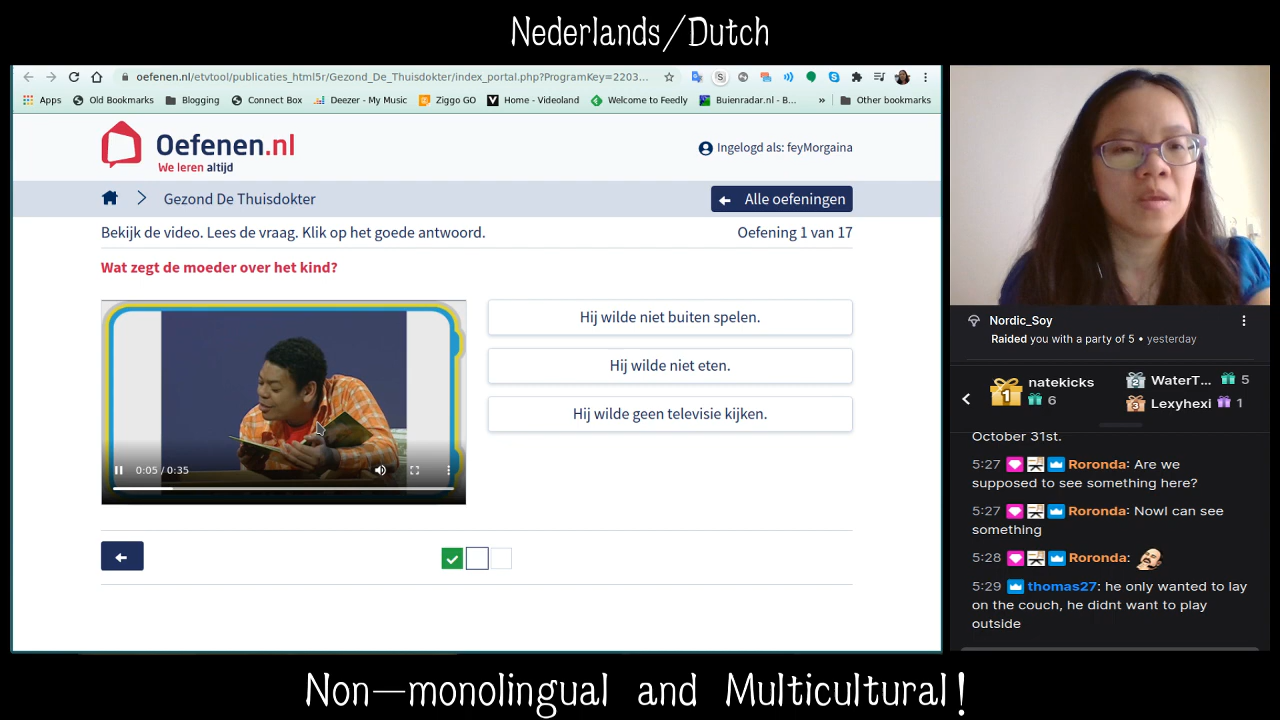 Nederlands/Dutch
oefenen.nl/etvtool/publicaties_html5r/Gezond_De_Thuisdokter/index_portal.php?ProgramKey=2203...
Apps Old Bookmarks Blogging Connect Box Deezer - My Music Ziggo GO Home - Videoland Welcome to Feedly Buienradar.nl - B... » Other bookmarks
Oefenen.nl
We leren altijd
Ingelogd als: feyMorgaina
Gezond De Thuisdokter
Alle oefeningen
Bekijk de video. Lees de vraag. Klik op het goede antwoord.
Oefening 1 van 17
Wat zegt de moeder over het kind?
Hij wilde niet buiten spelen.
Hij wilde niet eten.
Hij wilde geen televisie kijken.
0:05 / 0:35
Nordic_Soy
Raided you with a party of 5 • yesterday
1 natekicks
6
2 WaterT... 5
3 Lexyhexi 1
October 31st.
5:27 Roronda: Are we
supposed to see something here?
5:27 Roronda: NowI can see
something
5:28 Roronda:
5:29 thomas27: he only wanted to lay
on the couch, he didnt want to play
outside
Non-monolingual and Multicultural!